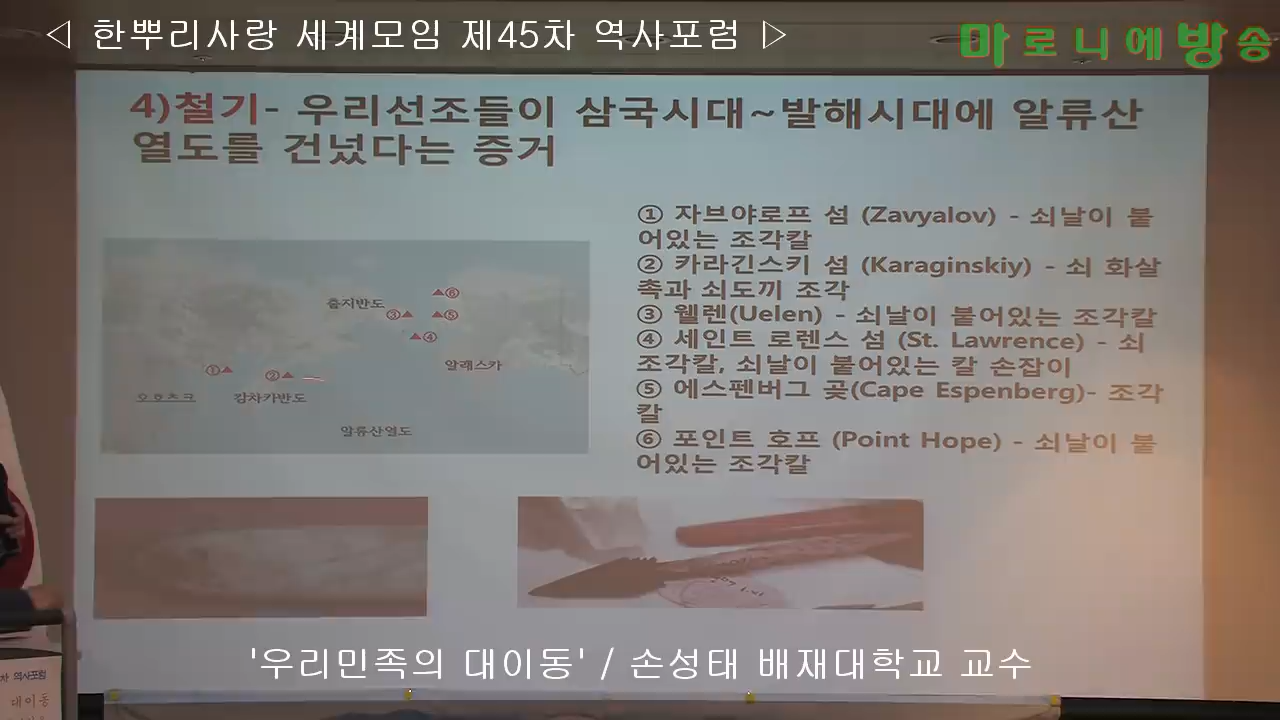 ◁ 한뿌리사랑 세계모임 제45차 역사포럼 ▷
마로니에방송
4)철기- 우리선조들이 삼국시대~발해시대에 알류산
열도를 건넜다는 증거
① 자브야로프 섬 (Zavyalov) - 쇠날이 붙
어있는 조각칼
② 카라긴스키 섬 (Karaginskiy) - 쇠 화살
촉과 쇠도끼 조각
③ 웰렌(Uelen) - 쇠날이 붙어있는 조각칼
④ 세인트 로렌스 섬 (St. Lawrence) - 쇠
조각칼, 쇠날이 붙어있는 칼 손잡이
⑤ 에스펜버그 곶(Cape Espenberg)- 조각
칼
⑥ 포인트 호프 (Point Hope) - 쇠날이 붙
어있는 조각칼
⑥
춥지반도 ③ ⑤
④
알래스카
① ②
오호츠크 캄차카반도
알류산열도
'우리민족의 대이동' / 손성태 배재대학교 교수
차 역사포럼
대이동